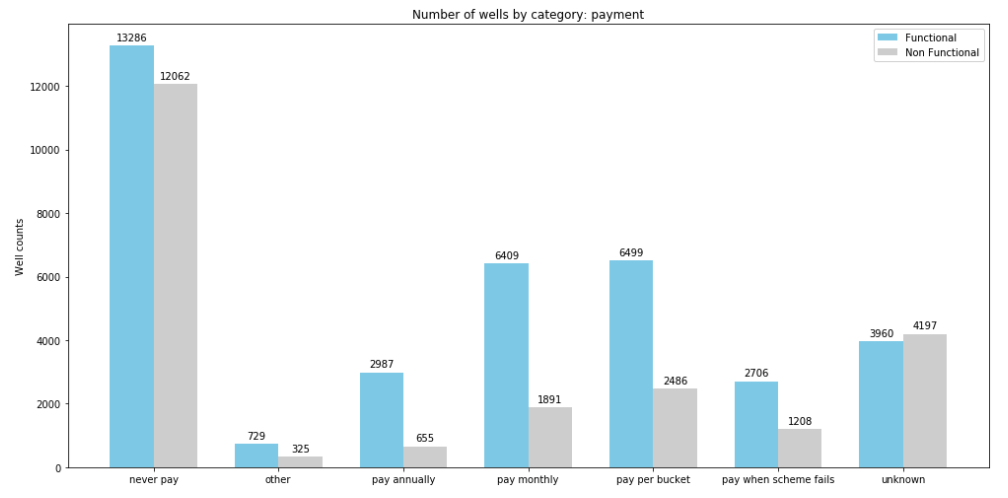 Number of wells by category: payment
Functional
Non Functional
Well counts
12000
10000
8000
6000
4000
2000
0
13286
12062
729
325
2987
655
6409
1891
6499
2486
2706
1208
3960
4197
never pay
other
pay annually
pay monthly
pay per bucket
pay when scheme fails
unknown